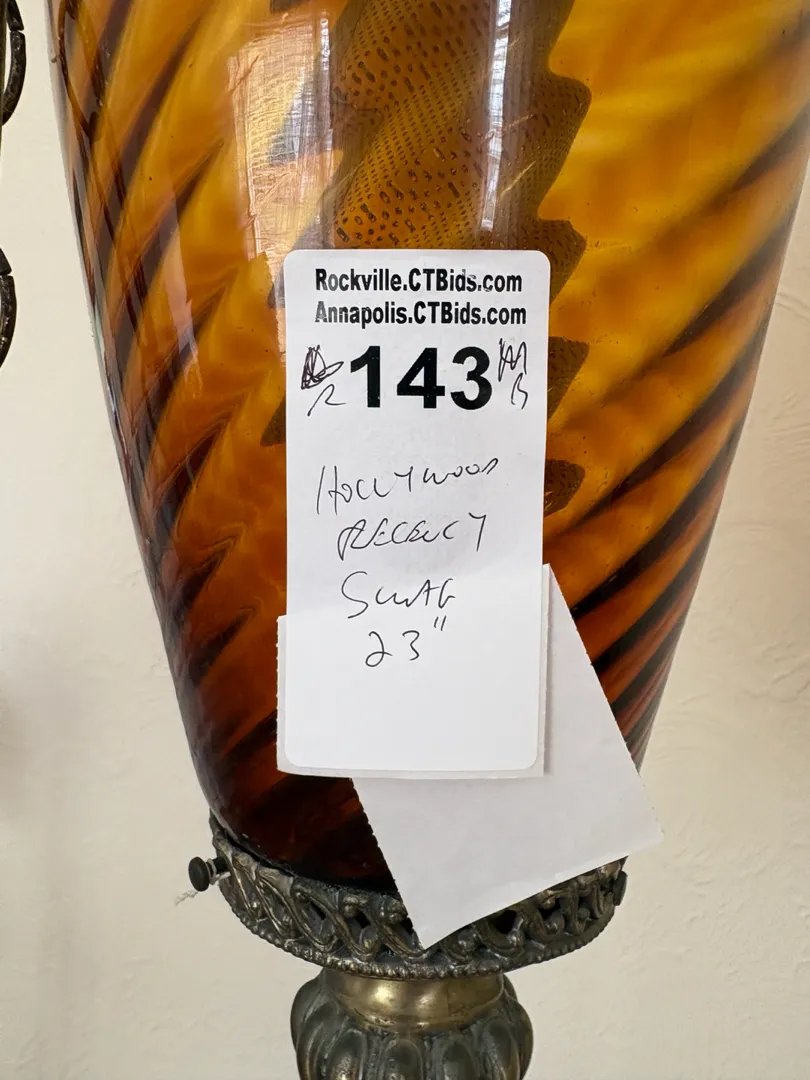 Rockville.CTBids.com
Annapolis.CTBids.com
143
HOLLYWOOD
REGENCY
SWAG
23"